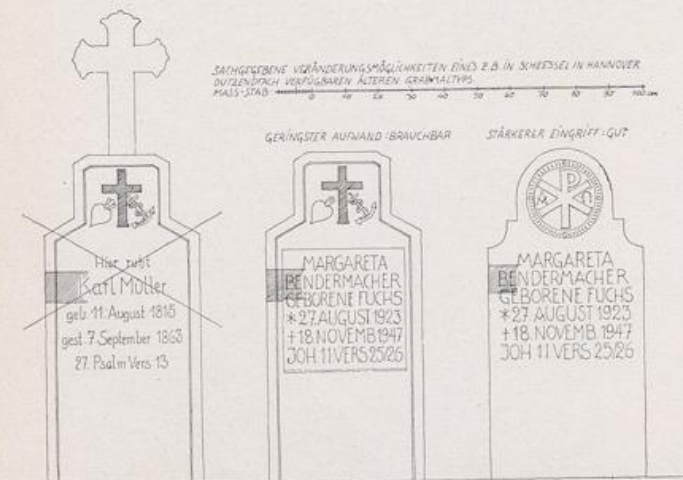 SACHGEGEBENE VERÄNDERUNGSMÖGLICHKEITEN EINES Z.B. IN SCHEESSEL IN HANNOVER
DUTZENDFACH VERFÜGBAREN ÄLTEREN GRABMALTYPS
MASS-STAB 0 10 20 30 40 50 60 70 80 90 100 cm
GERINGSTER AUFWAND : BRAUCHBAR
STÄRKERER EINGRIFF : GUT
Hier ruht
Karl Müller
geb. 11. August 1815
gest. 7. September 1863
27. Psalm Vers 13
MARGARETA
BENDERMACHER
GEBORENE FUCHS
* 27. AUGUST 1923
† 18. NOVEMB. 1947
JOH. 11 VERS 25/26
M P C
MARGARETA
BENDERMACHER
GEBORENE FUCHS
* 27. AUGUST 1923
† 18. NOVEMB. 1947
JOH 11 VERS 25/26